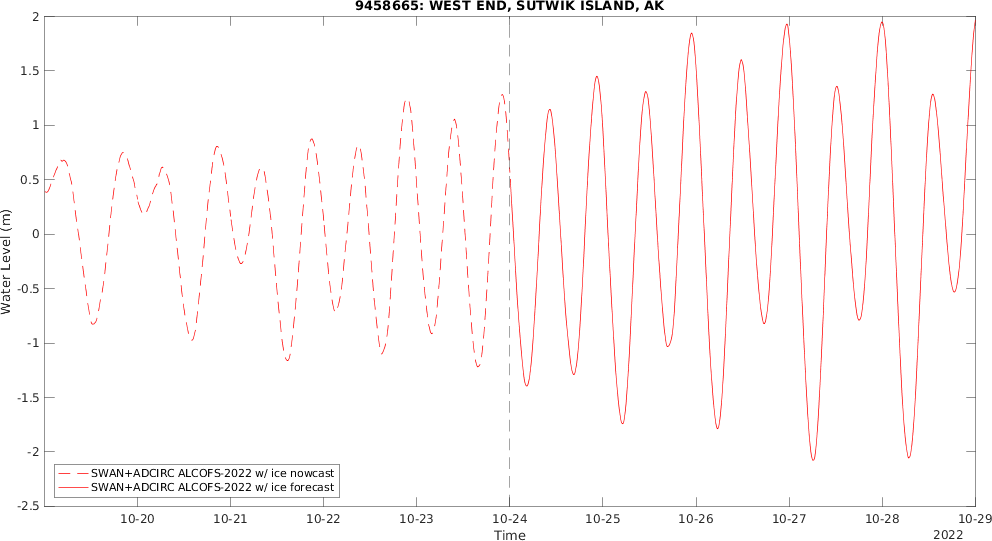 9458665: WEST END, SUTWIK ISLAND, AK
2
1.5
1
0.5
0
-0.5
-1
-1.5
-2
-2.5
Water Level (m)
SWAN+ADCIRC ALCOFS-2022 w/ ice nowcast
SWAN+ADCIRC ALCOFS-2022 w/ ice forecast
10-20 10-21 10-22 10-23 10-24 10-25 10-26 10-27 10-28 10-29
Time
2022